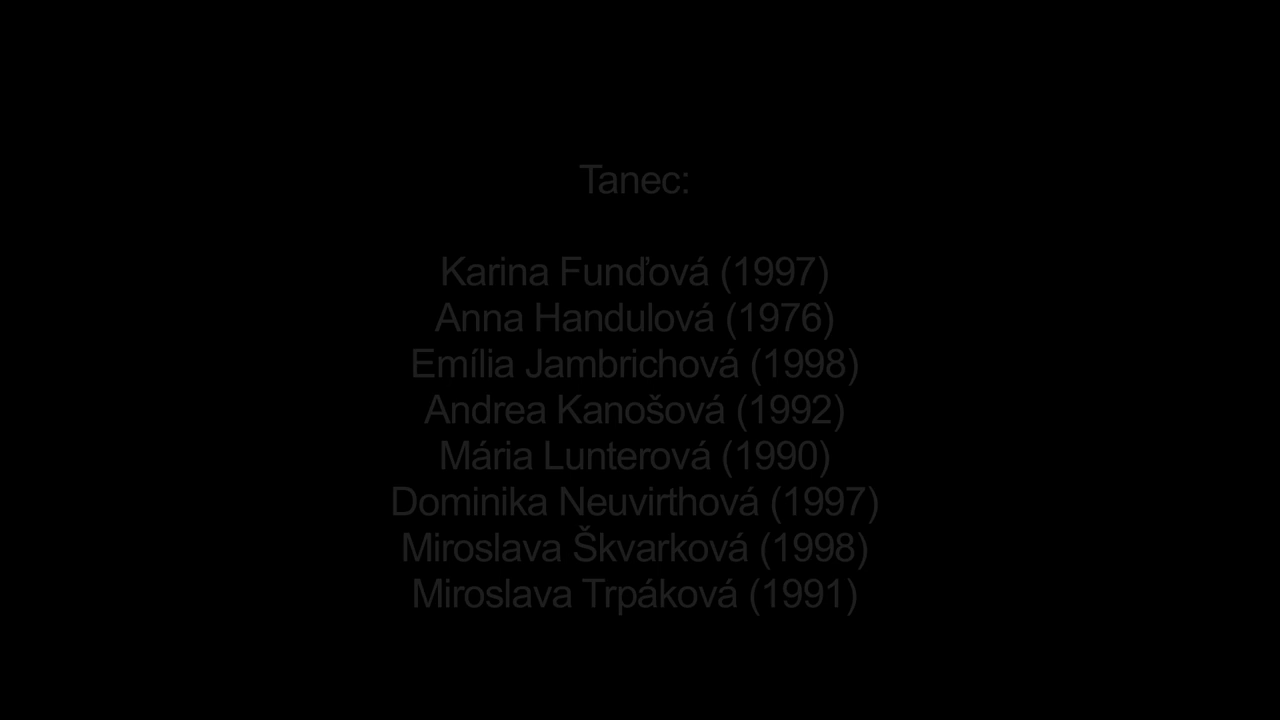 Tanec:
Karina Funďová (1997)
Anna Handulová (1976)
Emília Jambrichová (1998)
Andrea Kanošová (1992)
Mária Lunterová (1990)
Dominika Neuvirthová (1997)
Miroslava Škvarková (1998)
Miroslava Trpáková (1991)